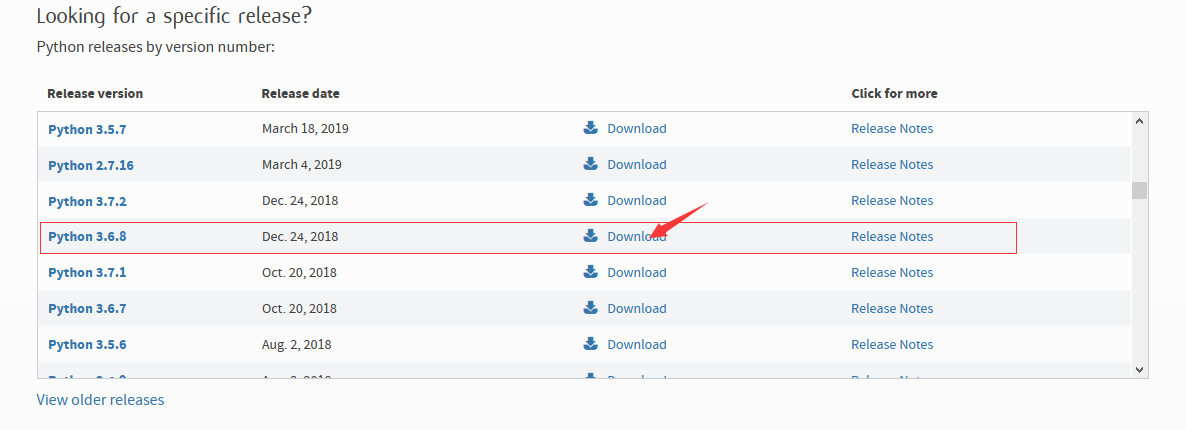 Looking for a specific release?
Python releases by version number:
Release version Release date Click for more
Python 3.5.7 March 18, 2019 Download Release Notes
Python 2.7.16 March 4, 2019 Download Release Notes
Python 3.7.2 Dec. 24, 2018 Download Release Notes
Python 3.6.8 Dec. 24, 2018 Download Release Notes
Python 3.7.1 Oct. 20, 2018 Download Release Notes
Python 3.6.7 Oct. 20, 2018 Download Release Notes
Python 3.5.6 Aug. 2, 2018 Download Release Notes
View older releases